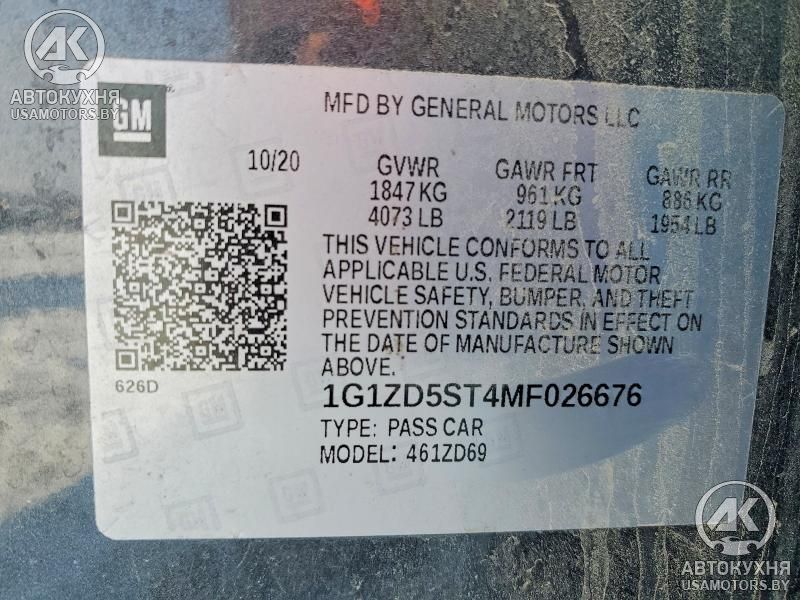 АК
АВТОКУХНЯ
USAMOTORS.BY
GM
MFD BY GENERAL MOTORS LLC
10/20 GVWR GAWR FRT GAWR RR
1847 KG 961 KG 886 KG
4073 LB 2119 LB 1954 LB
THIS VEHICLE CONFORMS TO ALL
APPLICABLE U.S. FEDERAL MOTOR
VEHICLE SAFETY, BUMPER, AND THEFT
PREVENTION STANDARDS IN EFFECT ON
THE DATE OF MANUFACTURE SHOWN
ABOVE.
626D
1G1ZD5ST4MF026676
TYPE: PASS CAR
MODEL: 461ZD69
АК
АВТОКУХНЯ
USAMOTORS.BY